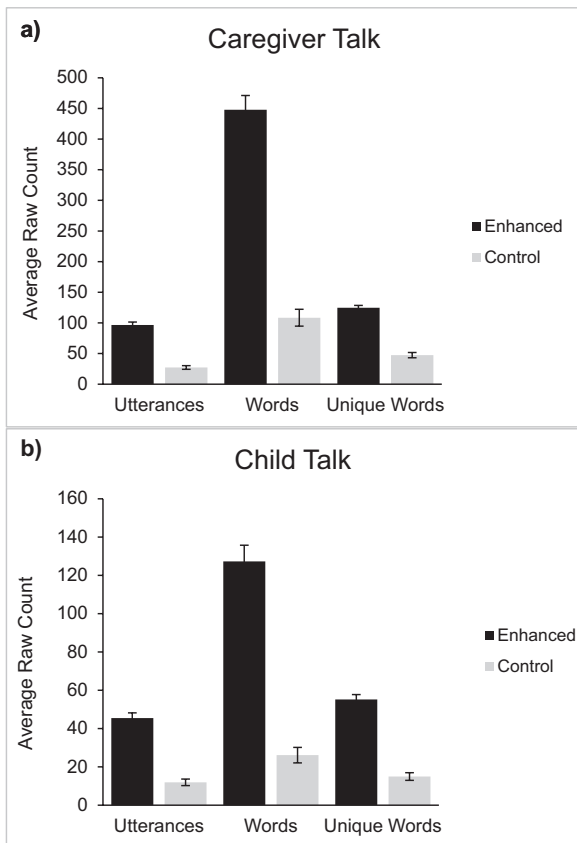 a)
Caregiver Talk
Average Raw Count
500
450
400
350
300
250
200
150
100
50
0
Utterances Words Unique Words
Enhanced
Control
b)
Child Talk
Average Raw Count
160
140
120
100
80
60
40
20
0
Utterances Words Unique Words
Enhanced
Control